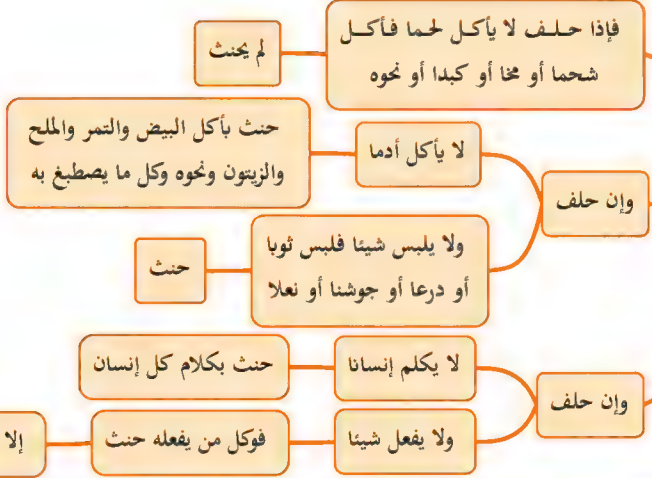 فإذا حلف لا يأكل لحما فأكل
شحما أو مخا أو كبدا أو نحوه
لم يحنث
وإن حلف
لا يأكل أدما
حنث بأكل البيض والتمر والملح
والزيتون ونحوه وكل ما يصطبغ به
ولا يلبس شيئا فلبس ثوبا
أو درعا أو جوشنا أو نعلا
حنث
وإن حلف
لا يكلم إنسانا
حنث بكلام كل إنسان
ولا يفعل شيئا
فوكل من يفعله حنث
إلا